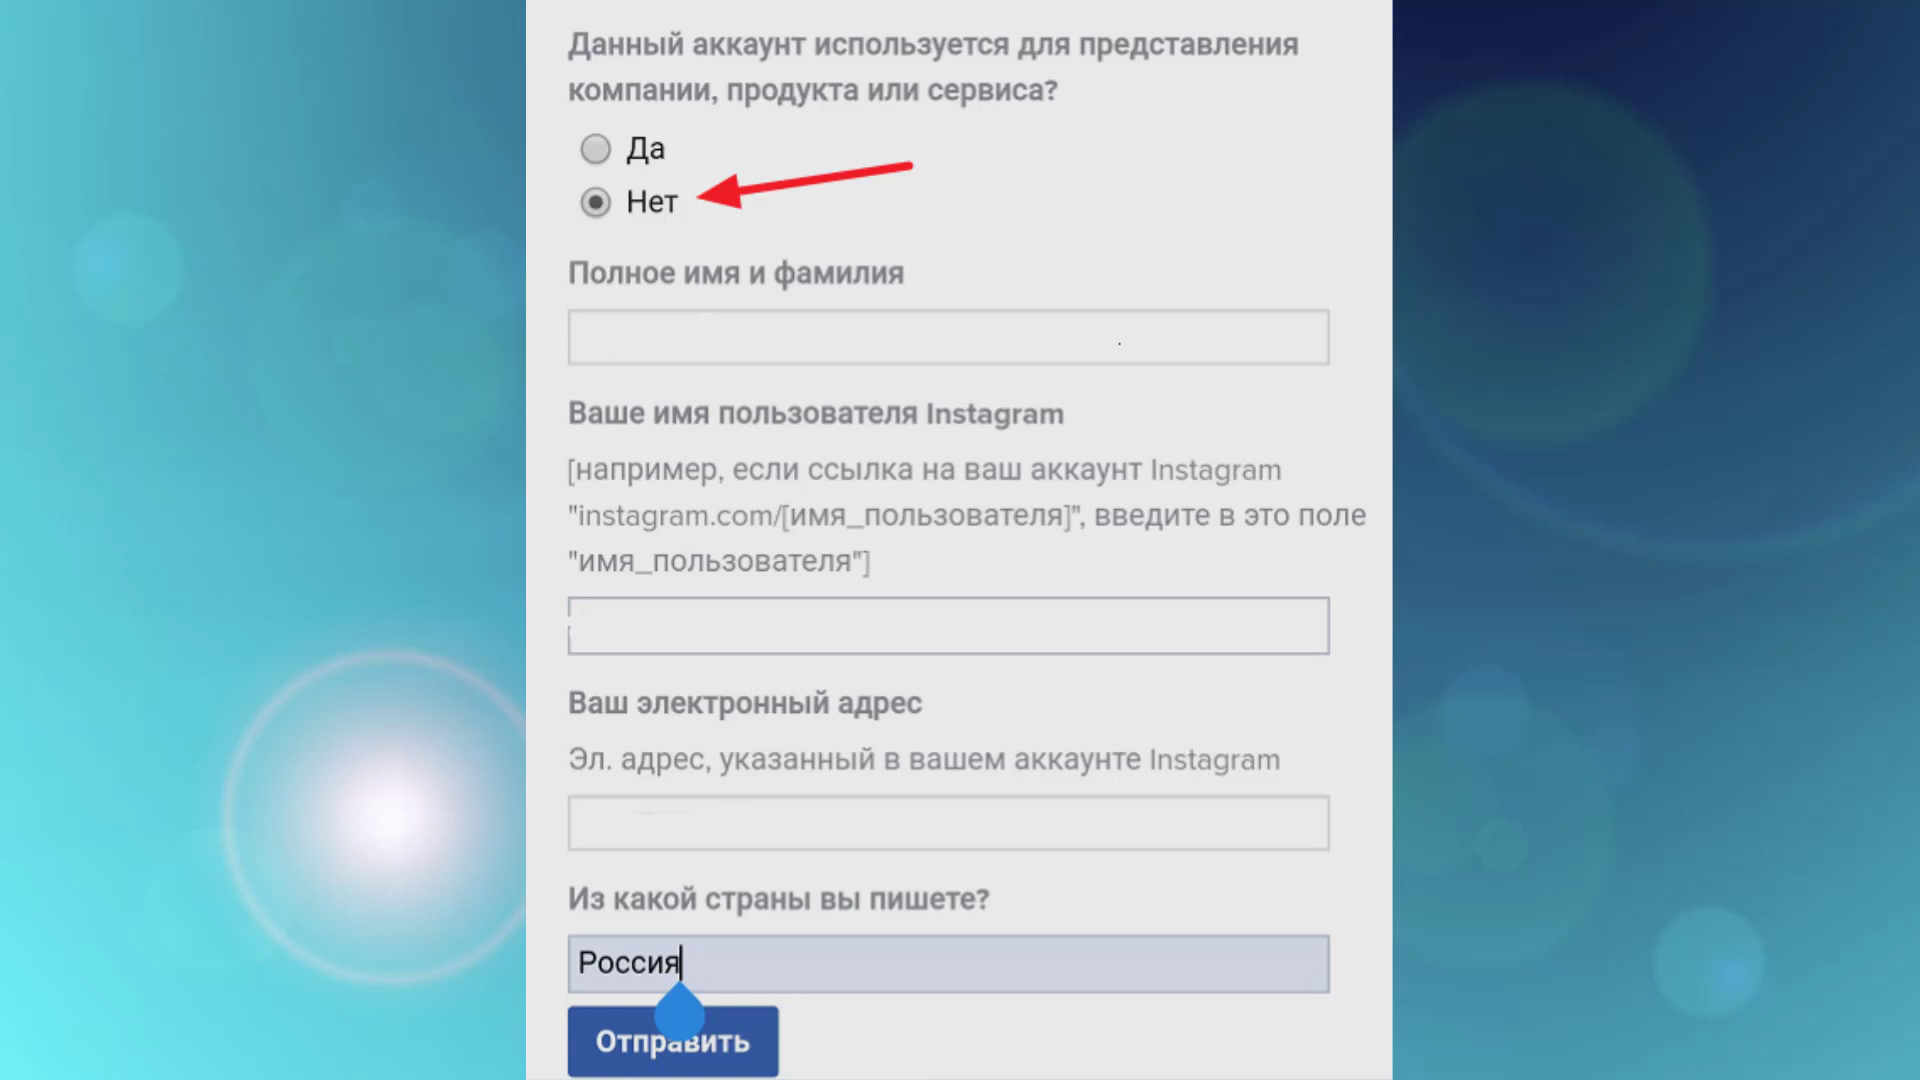 Данный аккаунт используется для представления
компании, продукта или сервиса?
Да
Нет
Полное имя и фамилия
Ваше имя пользователя Instagram
[например, если ссылка на ваш аккаунт Instagram
"instagram.com/[имя_пользователя]", введите в это поле
"имя_пользователя"]
Ваш электронный адрес
Эл. адрес, указанный в вашем аккаунте Instagram
Из какой страны вы пишете?
Россия
Отправить